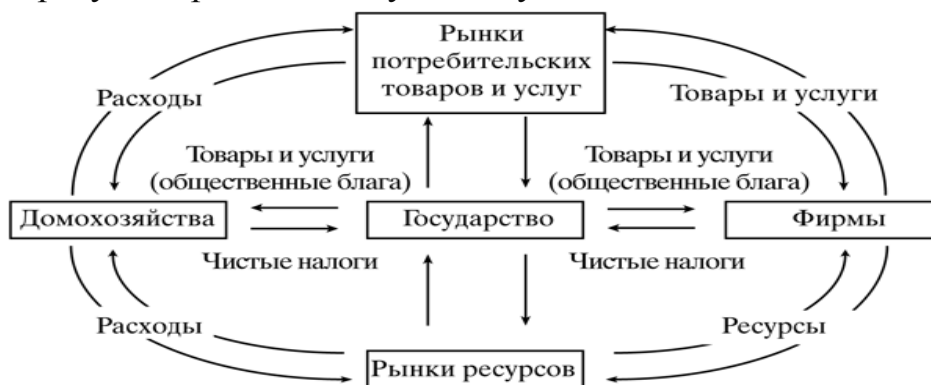 Рынки
потребительских
товаров и услуг
Расходы
Товары и услуги
Товары и услуги
(общественные блага)
Товары и услуги
(общественные блага)
Домохозяйства
Государство
Фирмы
Чистые налоги
Чистые налоги
Расходы
Ресурсы
Рынки ресурсов